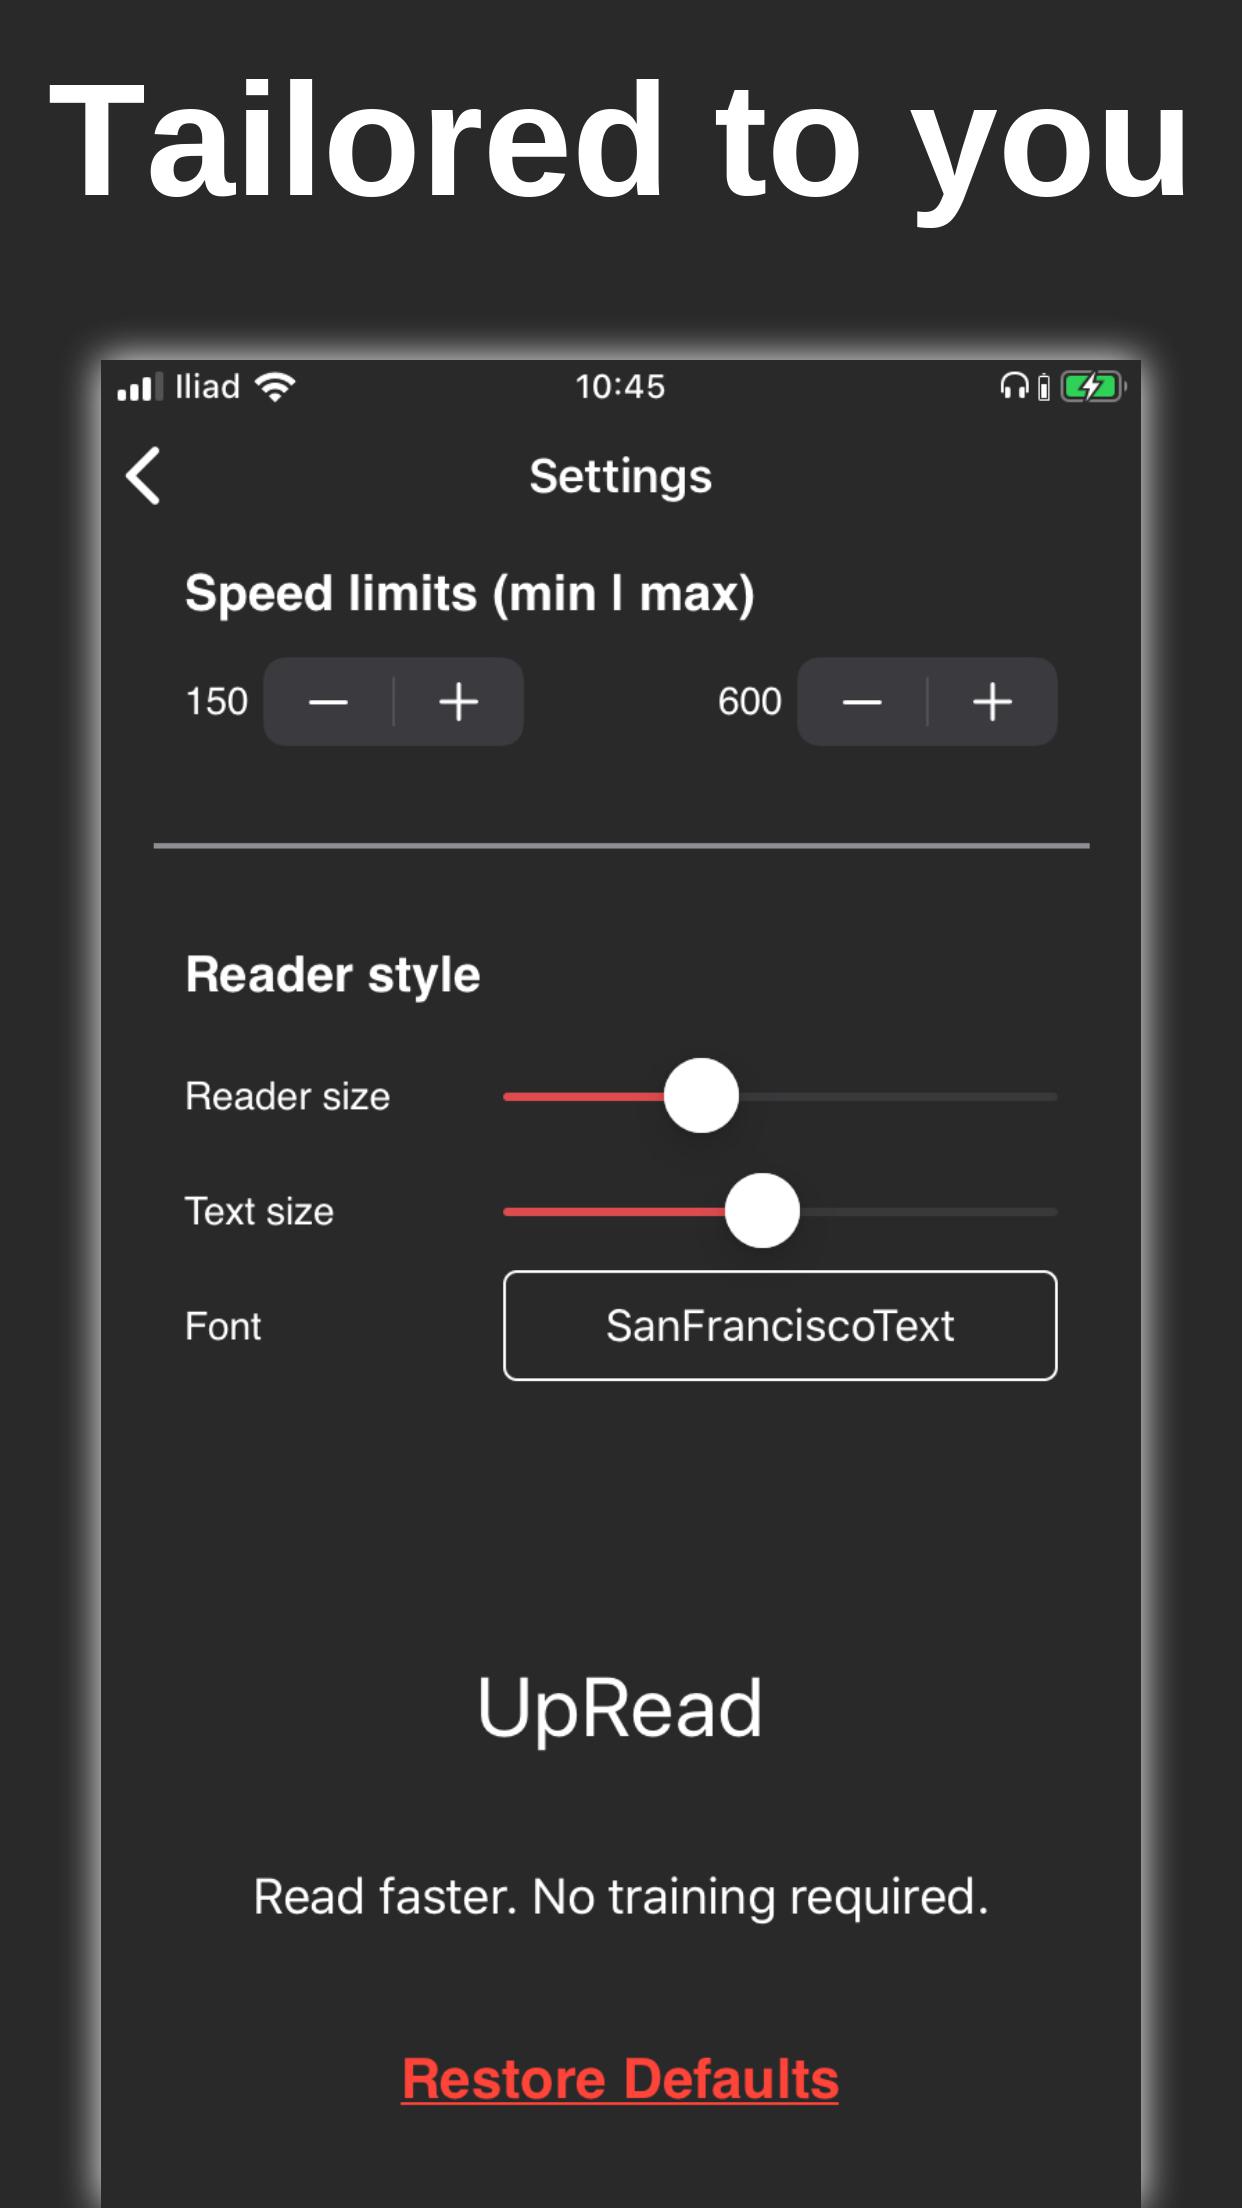 Tailored to you
Iliad 10:45
Settings
Speed limits (min | max)
150 600
Reader style
Reader size
Text size
Font SanFranciscoText
UpRead
Read faster. No training required.
Restore Defaults